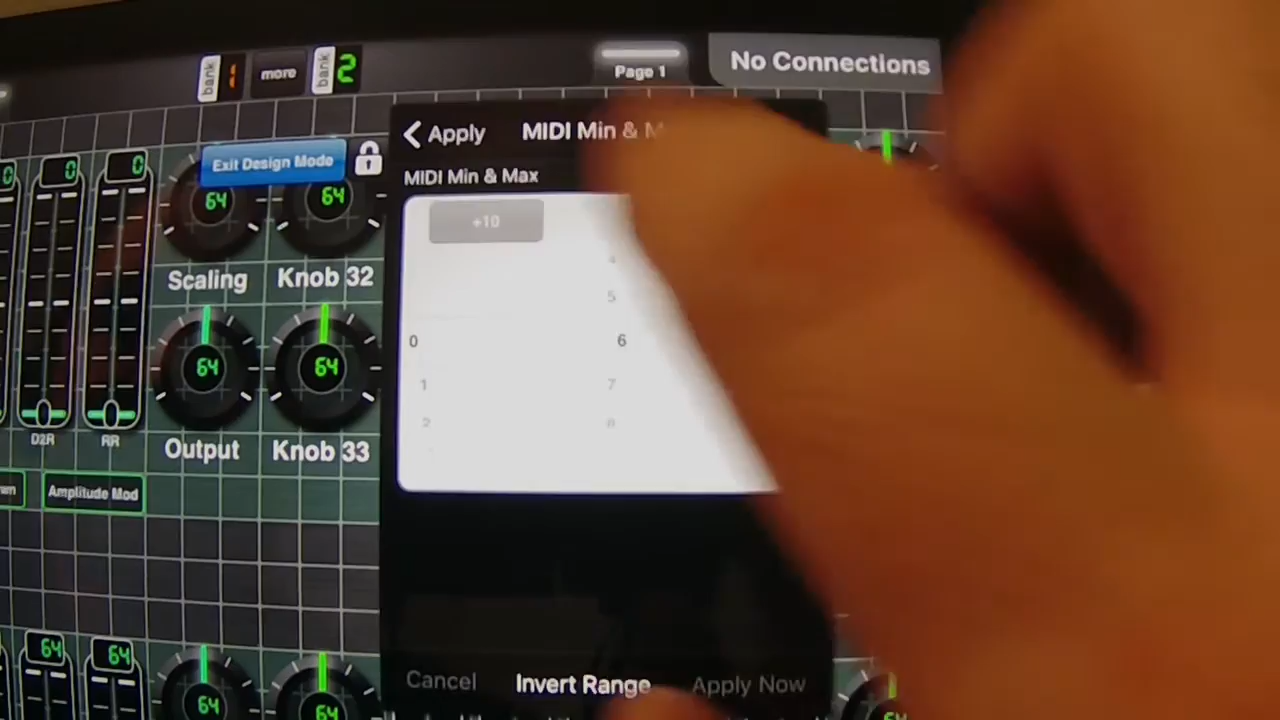 bank 1 more bank 2
Page 1
No Connections
Apply
MIDI Min & M
Exit Design Mode
MIDI Min & Max
0 0 0
64 64
+10
Scaling Knob 32
5
0 6
1 7
2 8
64 64
D2R RR
Output Knob 33
Amplitude Mod
64 64
64 64
Cancel Invert Range Apply Now